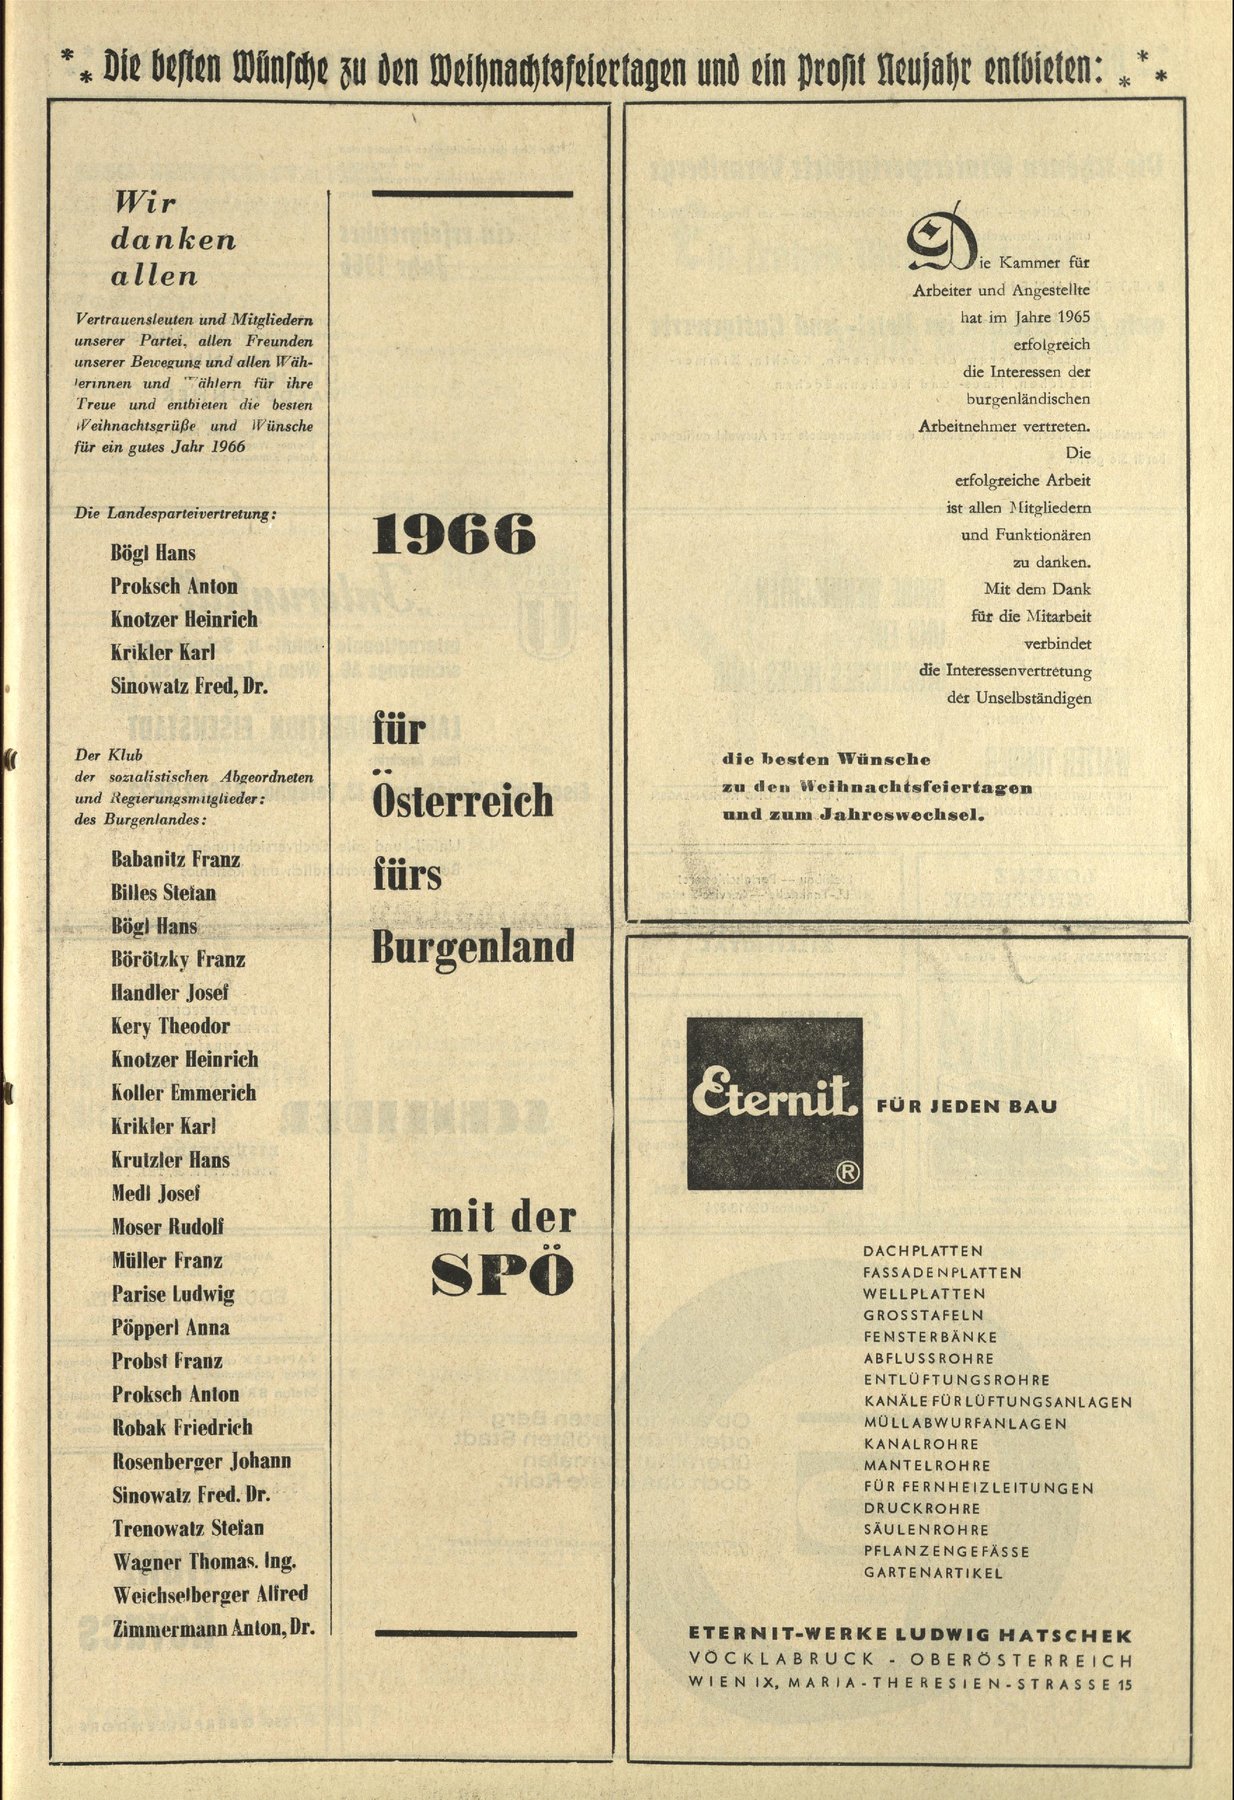 Die besten Wünsche zu den Weihnachtsfeiertagen und ein Prosit Neujahr entbieten:
Wir
danken
allen
Vertrauensleuten und Mitgliedern
unserer Partei, allen Freunden
unserer Bewegung und allen Wäh-
lerinnen und Wählern für ihre
Treue und entbieten die besten
Weihnachtsgrüße und Wünsche
für ein gutes Jahr 1966
Die Landesparteivertretung:
Bögl Hans
Proksch Anton
Knotzer Heinrich
Krikler Karl
Sinowatz Fred, Dr.
Der Klub
der sozialistischen Abgeordneten
und Regierungsmitglieder:
des Burgenlandes:
Babanitz Franz
Billes Stefan
Bögl Hans
Börötzky Franz
Handler Josef
Kery Theodor
Knotzer Heinrich
Koller Emmerich
Krikler Karl
Krutzler Hans
Medl Josef
Moser Rudolf
Müller Franz
Parise Ludwig
Pöpperl Anna
Probst Franz
Proksch Anton
Robak Friedrich
Rosenberger Johann
Sinowatz Fred. Dr.
Trenowatz Stefan
Wagner Thomas. Ing.
Weichselberger Alfred
Zimmermann Anton, Dr.
1966
für
Österreich
fürs
Burgenland
mit der
SPÖ
Die Kammer für
Arbeiter und Angestellte
hat im Jahre 1965
erfolgreich
die Interessen der
burgenländischen
Arbeitnehmer vertreten.
Die
erfolgreiche Arbeit
ist allen Mitgliedern
und Funktionären
zu danken.
Mit dem Dank
für die Mitarbeit
verbindet
die Interessenvertretung
der Unselbständigen
die besten Wünsche
zu den Weihnachtsfeiertagen
und zum Jahreswechsel.
Eternit FÜR JEDEN BAU
®
DACHPLATTEN
FASSADENPLATTEN
WELLPLATTEN
GROSSTAFELN
FENSTERBÄNKE
ABFLUSSROHRE
ENTLÜFTUNGSROHRE
KANÄLE FÜR LÜFTUNGSANLAGEN
MÜLLABWURFANLAGEN
KANALROHRE
MANTELROHRE
FÜR FERNHEIZLEITUNGEN
DRUCKROHRE
SÄULENROHRE
PFLANZENGEFÄSSE
GARTENARTIKEL
ETERNIT-WERKE LUDWIG HATSCHEK
VÖCKLABRUCK - OBERÖSTERREICH
WIEN IX, MARIA-THERESIEN-STRASSE 15